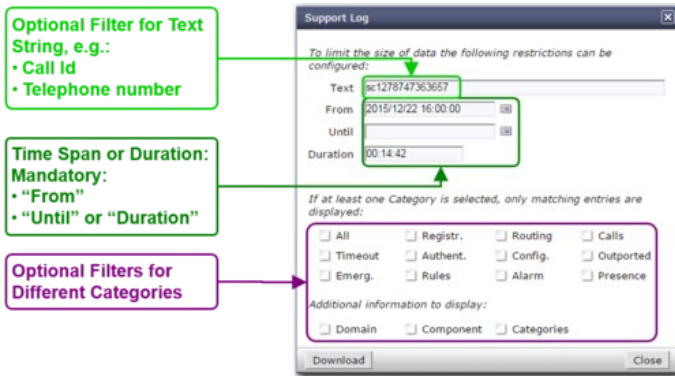 Optional Filter for Text
String, e.g.:
• Call Id
• Telephone number
Time Span or Duration:
Mandatory:
• “From”
• “Until” or “Duration”
Optional Filters for
Different Categories
Support Log
To limit the size of data the following restrictions can be
configured:
Text sc1278747363657
From 2015/12/22 16:00:00
Until
Duration 00:14:42
If at least one Category is selected, only matching entries are
displayed:
All Registr. Routing Calls
Timeout Authent. Config. Outported
Emerg. Rules Alarm Presence
Additional information to display:
Domain Component Categories
Download Close